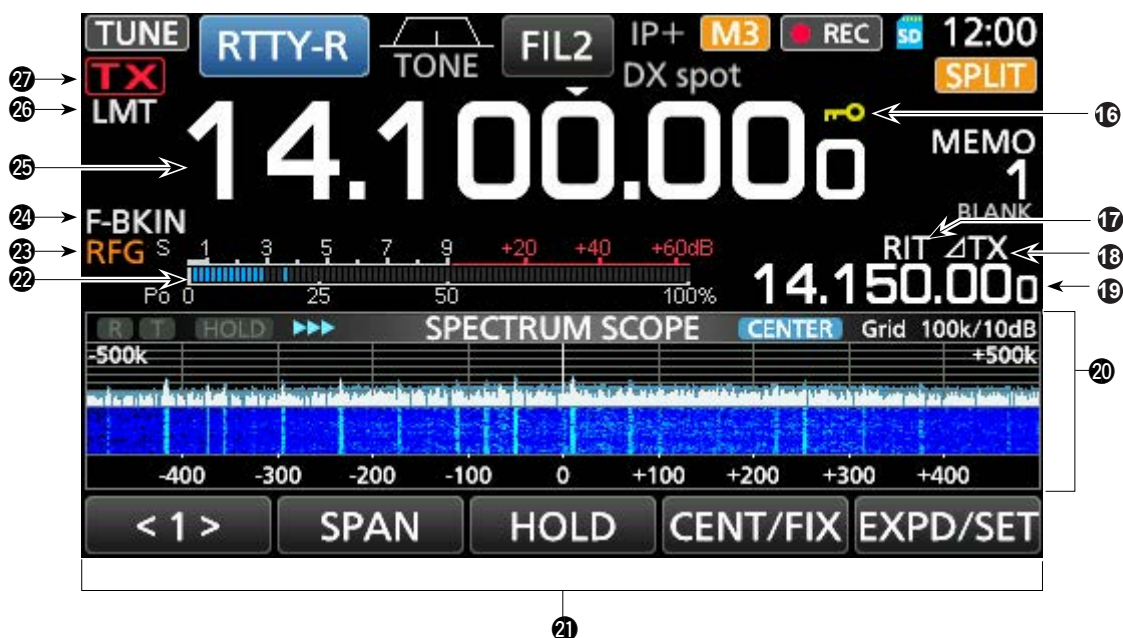 TUNE RTTY-R TONE FIL2 IP+ M3 REC SD 12:00
㉗ TX DX spot SPLIT
㉖ LMT ⑯
㉕ 14.100.000 MEMO
1
㉔ F-BKIN BLANK ⑰
㉓ RFG S 1 3 5 7 9 +20 +40 +60dB RIT ⊿TX ⑱
㉒ 14.150.000 ⑲
Po 0 25 50 100%
R T HOLD SPECTRUM SCOPE CENTER Grid 100k/10dB
-500k +500k
⑳
-400 -300 -200 -100 0 +100 +200 +300 +400
< 1 > SPAN HOLD CENT/FIX EXPD/SET
㉑